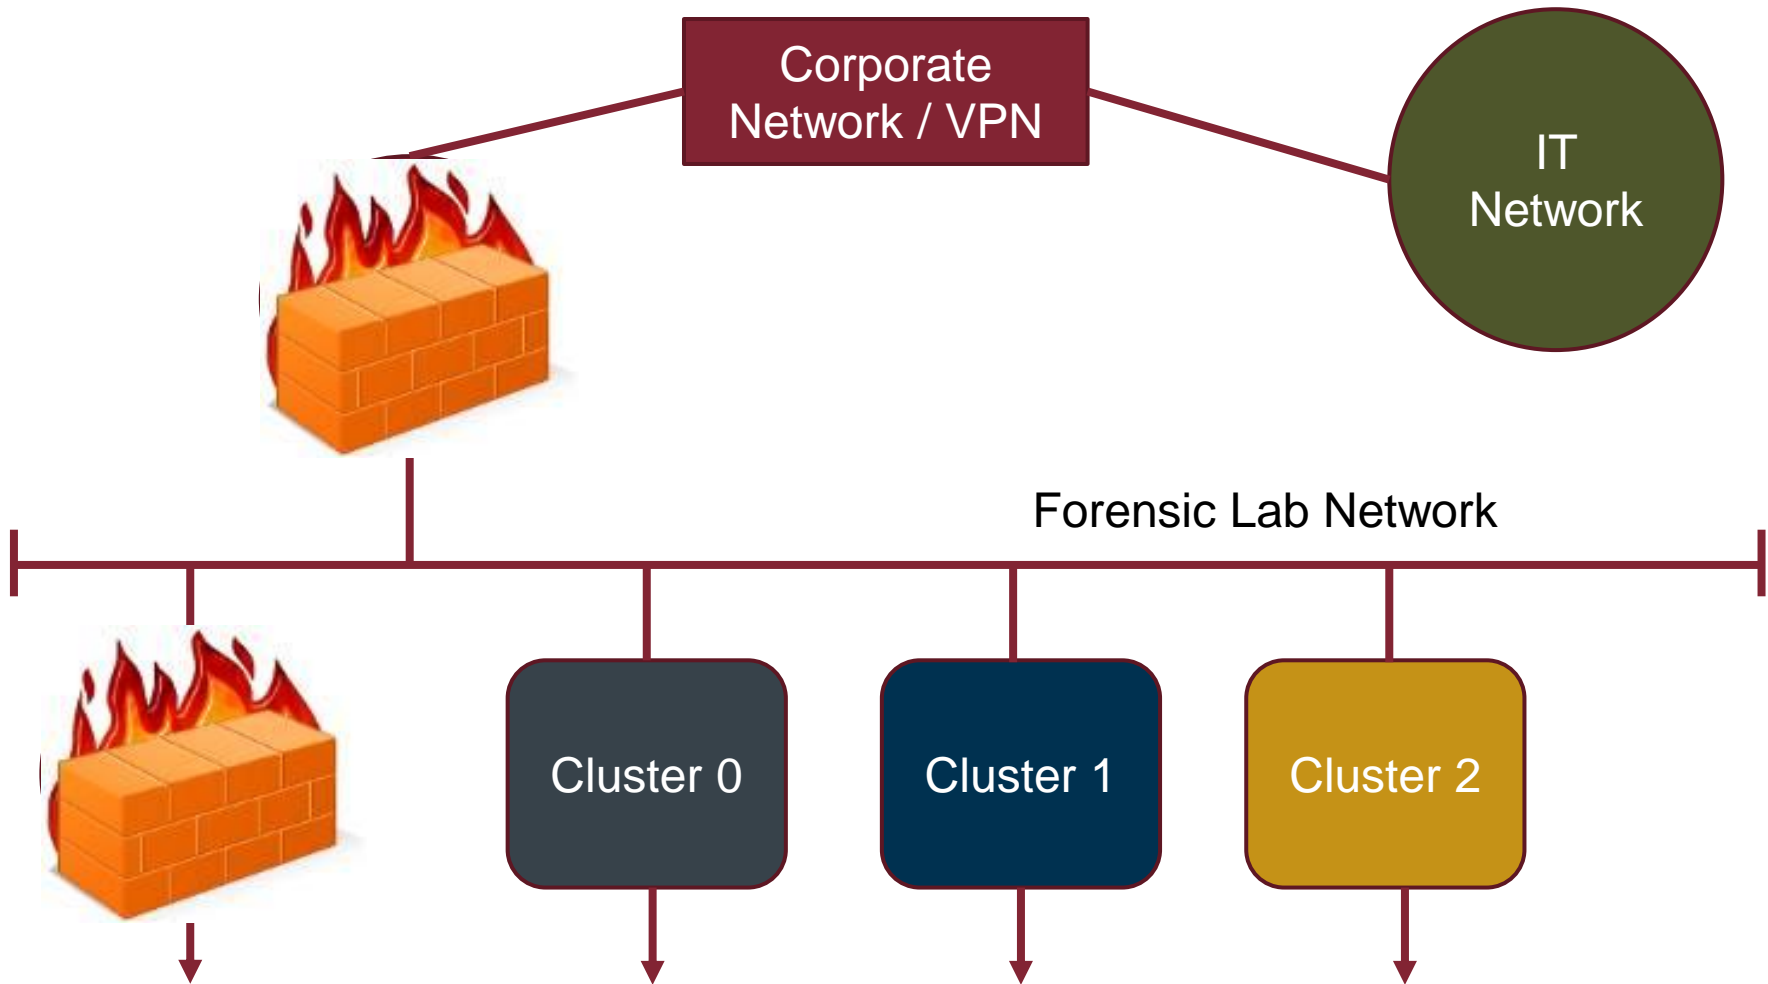 Corporate
Network / VPN
IT
Network
Forensic Lab Network
Cluster 0
Cluster 1
Cluster 2